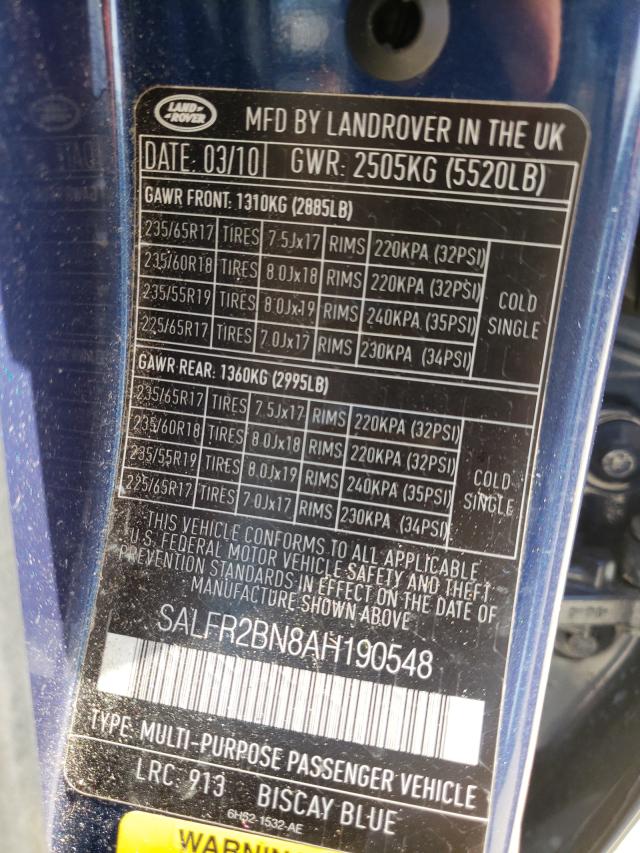 LAND-
ROVER
MFD BY LANDROVER IN THE UK
DATE: 03/10 GWR: 2505KG (5520LB)
GAWR FRONT: 1310KG (2885LB)
235/65R17 TIRES 7.5Jx17 RIMS 220KPA (32PSI)
235/60R18 TIRES 8.0Jx18 RIMS 220KPA (32PSI)
235/55R19 TIRES 8.0Jx19 RIMS 240KPA (35PSI)
225/65R17 TIRES 7.0Jx17 RIMS 230KPA (34PSI)
COLD
SINGLE
GAWR REAR: 1360KG (2995LB)
235/65R17 TIRES 7.5Jx17 RIMS 220KPA (32PSI)
235/60R18 TIRES 8.0Jx18 RIMS 220KPA (32PSI)
235/55R19 TIRES 8.0Jx19 RIMS 240KPA (35PSI)
225/65R17 TIRES 7.0Jx17 RIMS 230KPA (34PSI)
COLD
SINGLE
THIS VEHICLE CONFORMS TO ALL APPLICABLE
U.S. FEDERAL MOTOR VEHICLE SAFETY AND THEFT
PREVENTION STANDARDS IN EFFECT ON THE DATE OF
MANUFACTURE SHOWN ABOVE
SALFR2BN8AH190548
TYPE: MULTI-PURPOSE PASSENGER VEHICLE
LRC: 913 BISCAY BLUE
6H52-1532-AE
WARNING